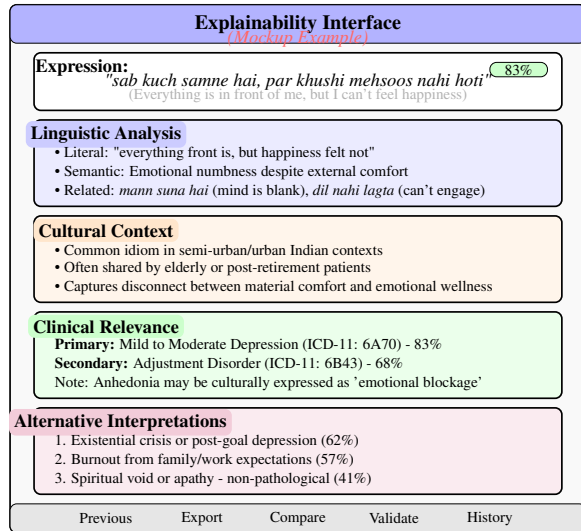 Explainability Interface
(Mockup Example)
Expression:
83%
"sab kuch samne hai, par khushi mehsoos nahi hoti"
(Everything is in front of me, but I can't feel happiness)
Linguistic Analysis
• Literal: "everything front is, but happiness felt not"
• Semantic: Emotional numbness despite external comfort
• Related: mann suna hai (mind is blank), dil nahi lagta (can't engage)
Cultural Context
• Common idiom in semi-urban/urban Indian contexts
• Often shared by elderly or post-retirement patients
• Captures disconnect between material comfort and emotional wellness
Clinical Relevance
Primary: Mild to Moderate Depression (ICD-11: 6A70) - 83%
Secondary: Adjustment Disorder (ICD-11: 6B43) - 68%
Note: Anhedonia may be culturally expressed as 'emotional blockage'
Alternative Interpretations
1. Existential crisis or post-goal depression (62%)
2. Burnout from family/work expectations (57%)
3. Spiritual void or apathy - non-pathological (41%)
Previous Export Compare Validate History